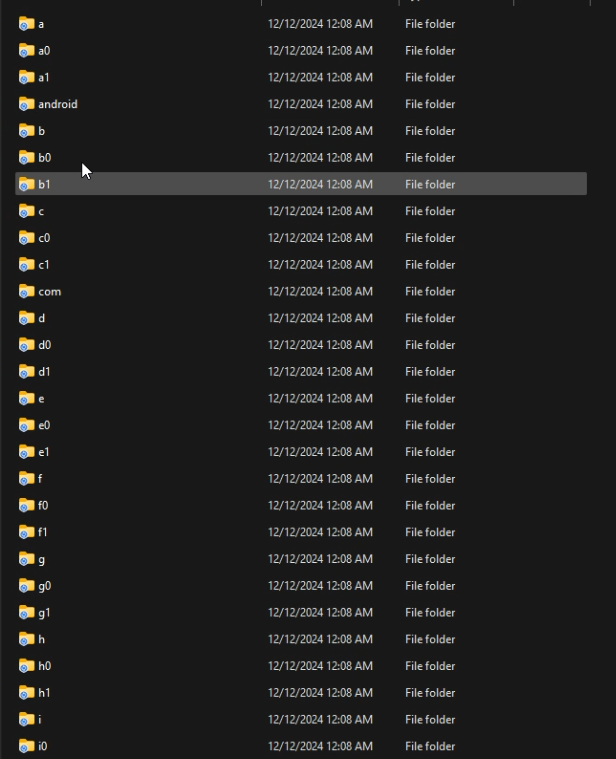 a 12/12/2024 12:08 AM File folder
a0 12/12/2024 12:08 AM File folder
a1 12/12/2024 12:08 AM File folder
android 12/12/2024 12:08 AM File folder
b 12/12/2024 12:08 AM File folder
b0 12/12/2024 12:08 AM File folder
b1 12/12/2024 12:08 AM File folder
c 12/12/2024 12:08 AM File folder
c0 12/12/2024 12:08 AM File folder
c1 12/12/2024 12:08 AM File folder
com 12/12/2024 12:08 AM File folder
d 12/12/2024 12:08 AM File folder
d0 12/12/2024 12:08 AM File folder
d1 12/12/2024 12:08 AM File folder
e 12/12/2024 12:08 AM File folder
e0 12/12/2024 12:08 AM File folder
e1 12/12/2024 12:08 AM File folder
f 12/12/2024 12:08 AM File folder
f0 12/12/2024 12:08 AM File folder
f1 12/12/2024 12:08 AM File folder
g 12/12/2024 12:08 AM File folder
g0 12/12/2024 12:08 AM File folder
g1 12/12/2024 12:08 AM File folder
h 12/12/2024 12:08 AM File folder
h0 12/12/2024 12:08 AM File folder
h1 12/12/2024 12:08 AM File folder
i 12/12/2024 12:08 AM File folder
i0 12/12/2024 12:08 AM File folder